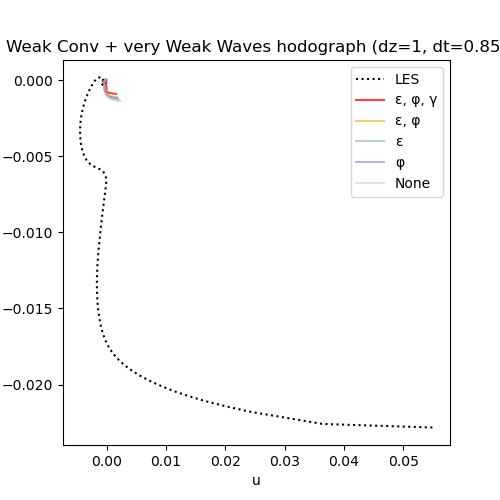 Weak Conv + very Weak Waves hodograph (dz=1, dt=0.85
0.000
−0.005
−0.010
−0.015
−0.020
0.00 0.01 0.02 0.03 0.04 0.05
u
LES
ε, φ, γ
ε, φ
ε
φ
None